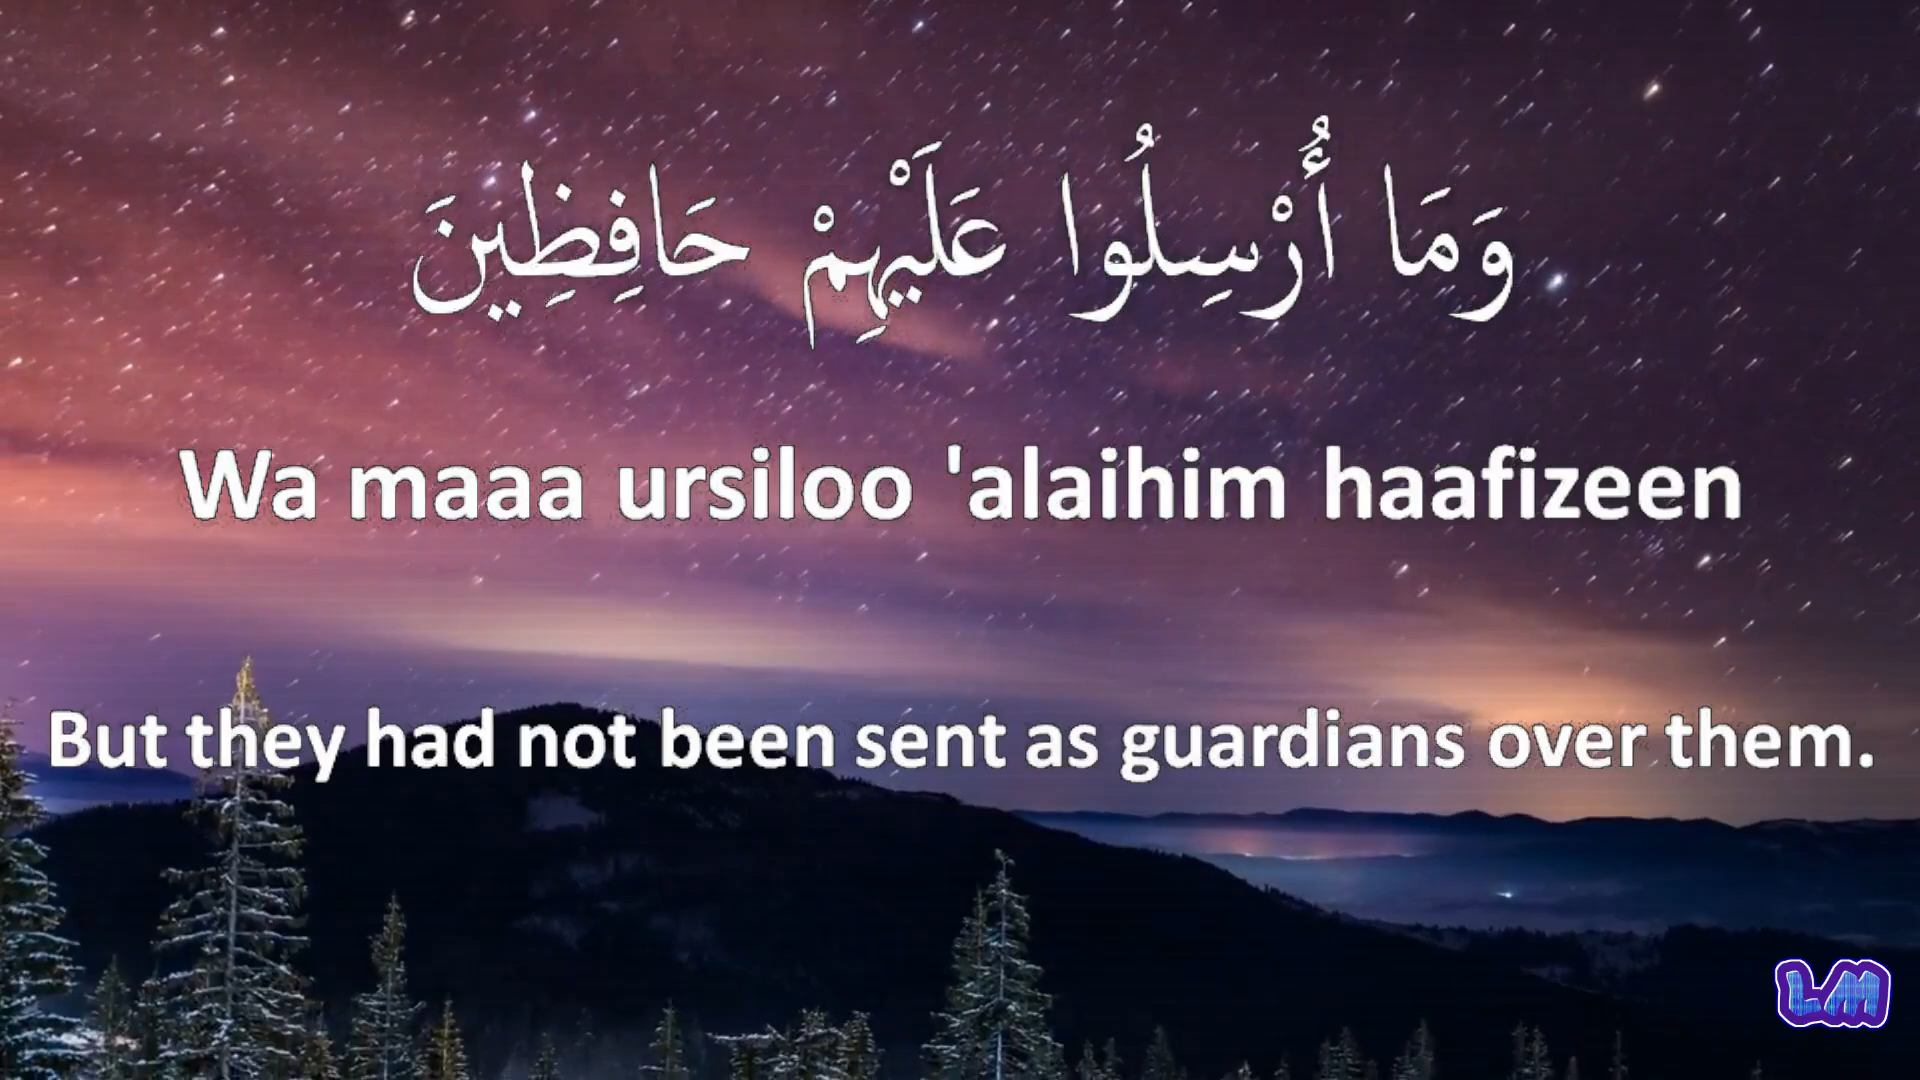 وَمَا أُرْسِلُوا عَلَيْهِمْ حَافِظِينَ
Wa maaa ursiloo 'alaihim haafizeen
But they had not been sent as guardians over them.
LM